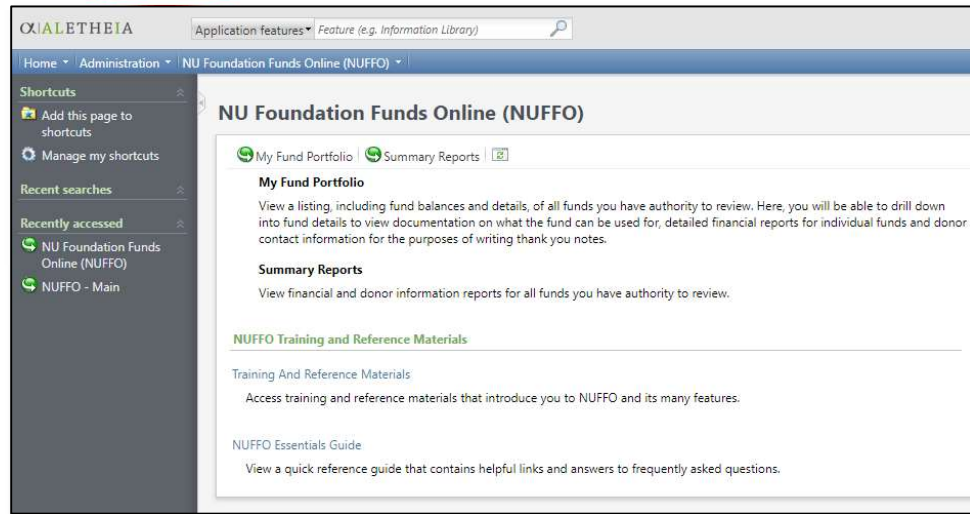 α|ALETHEIA
Application features Feature (e.g. Information Library)
Home Administration NU Foundation Funds Online (NUFFO)
Shortcuts
Add this page to
shortcuts
Manage my shortcuts
Recent searches
Recently accessed
NU Foundation Funds
Online (NUFFO)
NUFFO - Main
NU Foundation Funds Online (NUFFO)
My Fund Portfolio Summary Reports
My Fund Portfolio
View a listing, including fund balances and details, of all funds you have authority to review. Here, you will be able to drill down
into fund details to view documentation on what the fund can be used for, detailed financial reports for individual funds and donor
contact information for the purposes of writing thank you notes.
Summary Reports
View financial and donor information reports for all funds you have authority to review.
NUFFO Training and Reference Materials
Training And Reference Materials
Access training and reference materials that introduce you to NUFFO and its many features.
NUFFO Essentials Guide
View a quick reference guide that contains helpful links and answers to frequently asked questions.